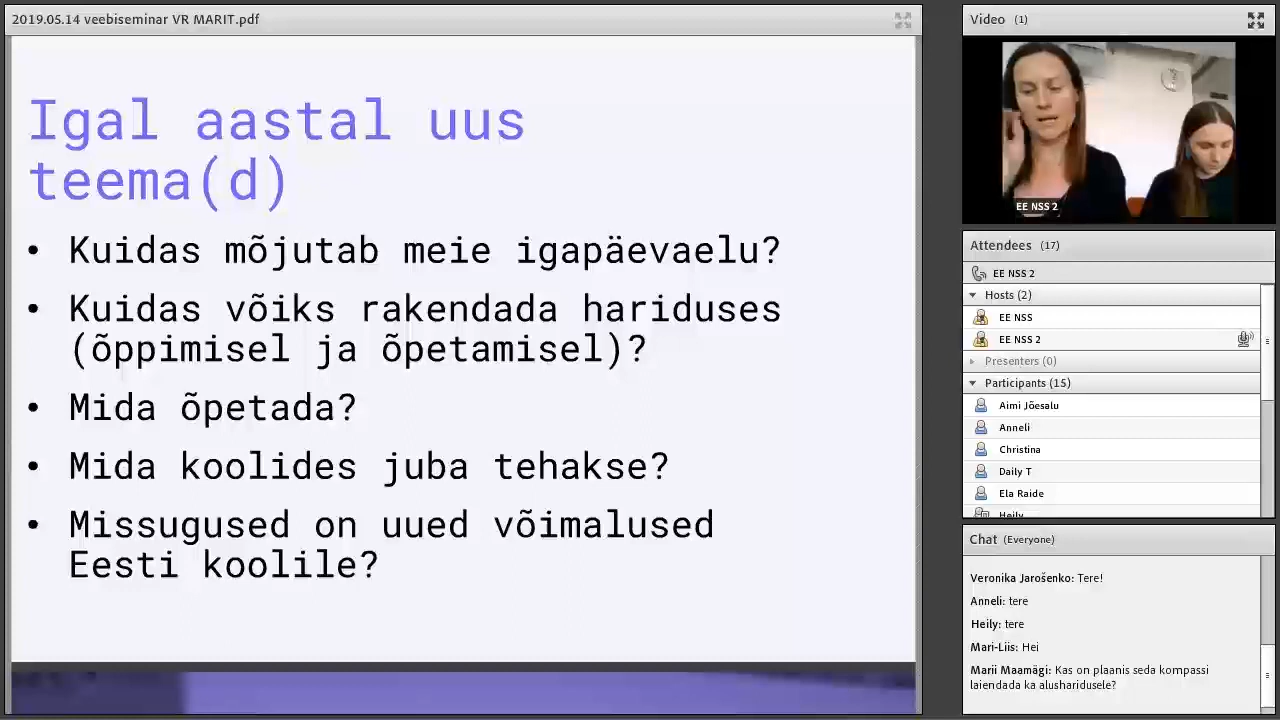 2019.05.14 veebiseminar VR MARIT.pdf
Igal aastal uus
teema(d)
• Kuidas mõjutab meie igapäevaelu?
• Kuidas võiks rakendada hariduses
(õppimisel ja õpetamisel)?
• Mida õpetada?
• Mida koolides juba tehakse?
• Missugused on uued võimalused
Eesti koolile?
Video (1)
EE NSS 2
Attendees (17)
EE NSS 2
Hosts (2)
EE NSS
EE NSS 2
Presenters (0)
Participants (15)
Aimi Jõesalu
Anneli
Christina
Daily T
Ela Raide
Heily
Chat (Everyone)
Veronika Jarošenko: Tere!
Anneli: tere
Heily: tere
Mari-Liis: Hei
Marii Maamägi: Kas on plaanis seda kompassi
laiendada ka alusharidusele?